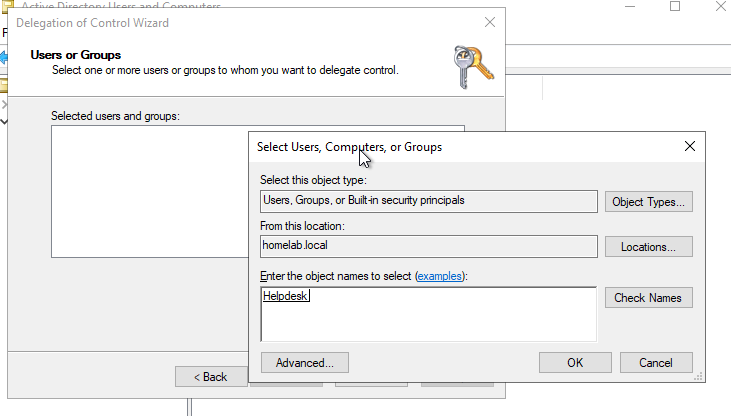 Active Directory Users and Computers
Delegation of Control Wizard
Users or Groups
Select one or more users or groups to whom you want to delegate control.
Selected users and groups:
Select Users, Computers, or Groups
Select this object type:
Users, Groups, or Built-in security principals
Object Types...
From this location:
homelab.local
Locations...
Enter the object names to select (examples):
Helpdesk
Check Names
Advanced...
OK
Cancel
< Back